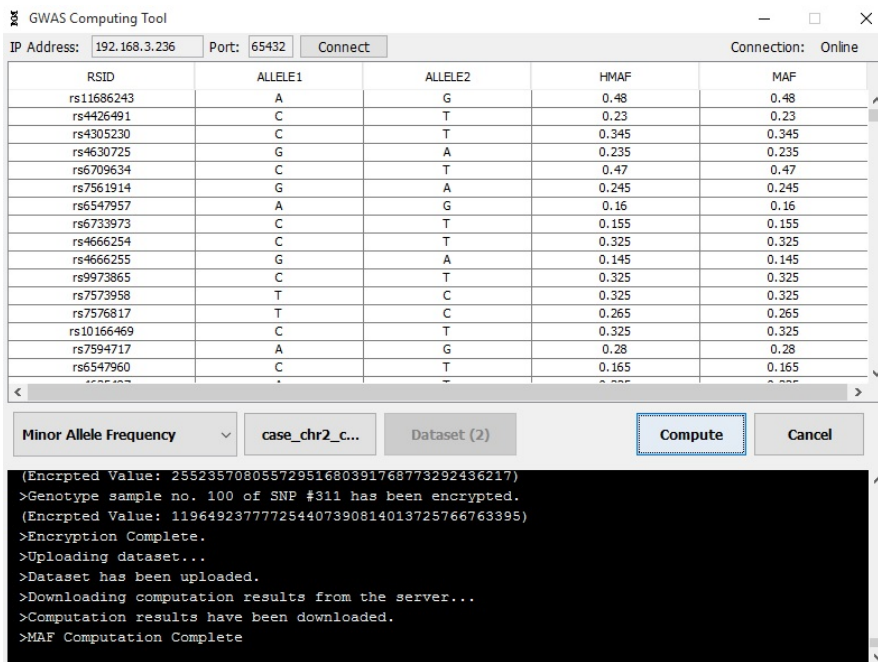 GWAS Computing Tool
IP Address: 192.168.3.236 Port: 65432 Connect Connection: Online
RSID ALLELE1 ALLELE2 HMAF MAF
rs11686243 A G 0.48 0.48
rs4426491 C T 0.23 0.23
rs4305230 C T 0.345 0.345
rs4630725 G A 0.235 0.235
rs6709634 C T 0.47 0.47
rs7561914 G A 0.245 0.245
rs6547957 A G 0.16 0.16
rs6733973 C T 0.155 0.155
rs4666254 C T 0.325 0.325
rs4666255 G A 0.145 0.145
rs9973865 C T 0.325 0.325
rs7573958 T C 0.325 0.325
rs7576817 T C 0.265 0.265
rs10166469 C T 0.325 0.325
rs7594717 A G 0.28 0.28
rs6547960 C T 0.165 0.165
Minor Allele Frequency case_chr2_c... Dataset (2) Compute Cancel
(Encrpted Value: 255235708055729516803917687732924​36217)
>Genotype sample no. 100 of SNP #311 has been encrypted.
(Encrpted Value: 119649237777254407390814013725766763395)
>Encryption Complete.
>Uploading dataset...
>Dataset has been uploaded.
>Downloading computation results from the server...
>Computation results have been downloaded.
>MAF Computation Complete